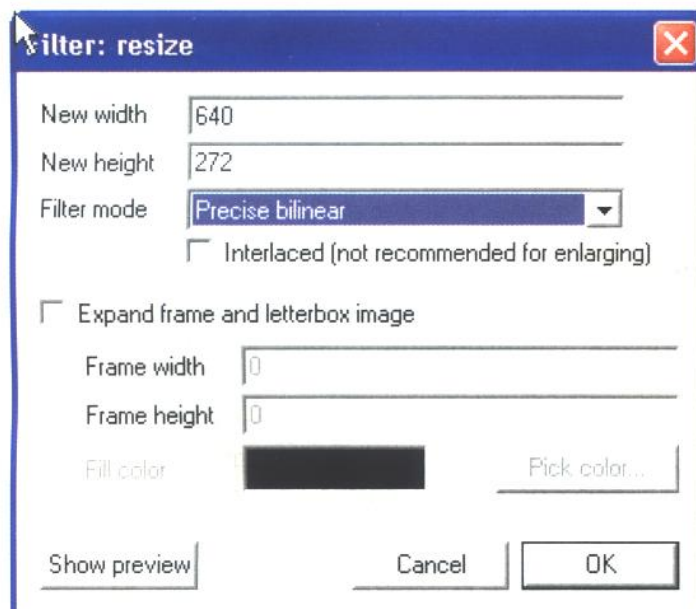 Filter: resize
New width 640
New height 272
Filter mode Precise bilinear
Interlaced (not recommended for enlarging)
Expand frame and letterbox image
Frame width 0
Frame height 0
Fill color Pick color...
Show preview Cancel OK